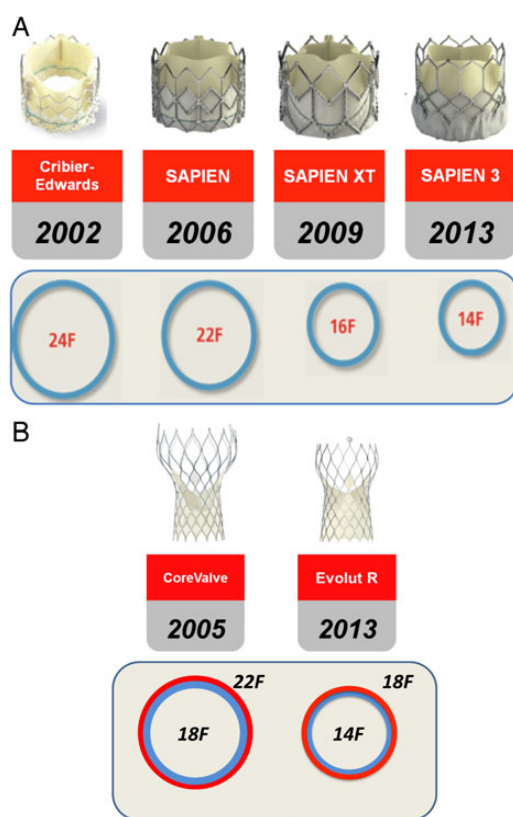 A
Cribier-
Edwards
SAPIEN
SAPIEN XT
SAPIEN 3
2002
2006
2009
2013
24F
22F
16F
14F
B
CoreValve
Evolut R
2005
2013
22F
18F
18F
14F